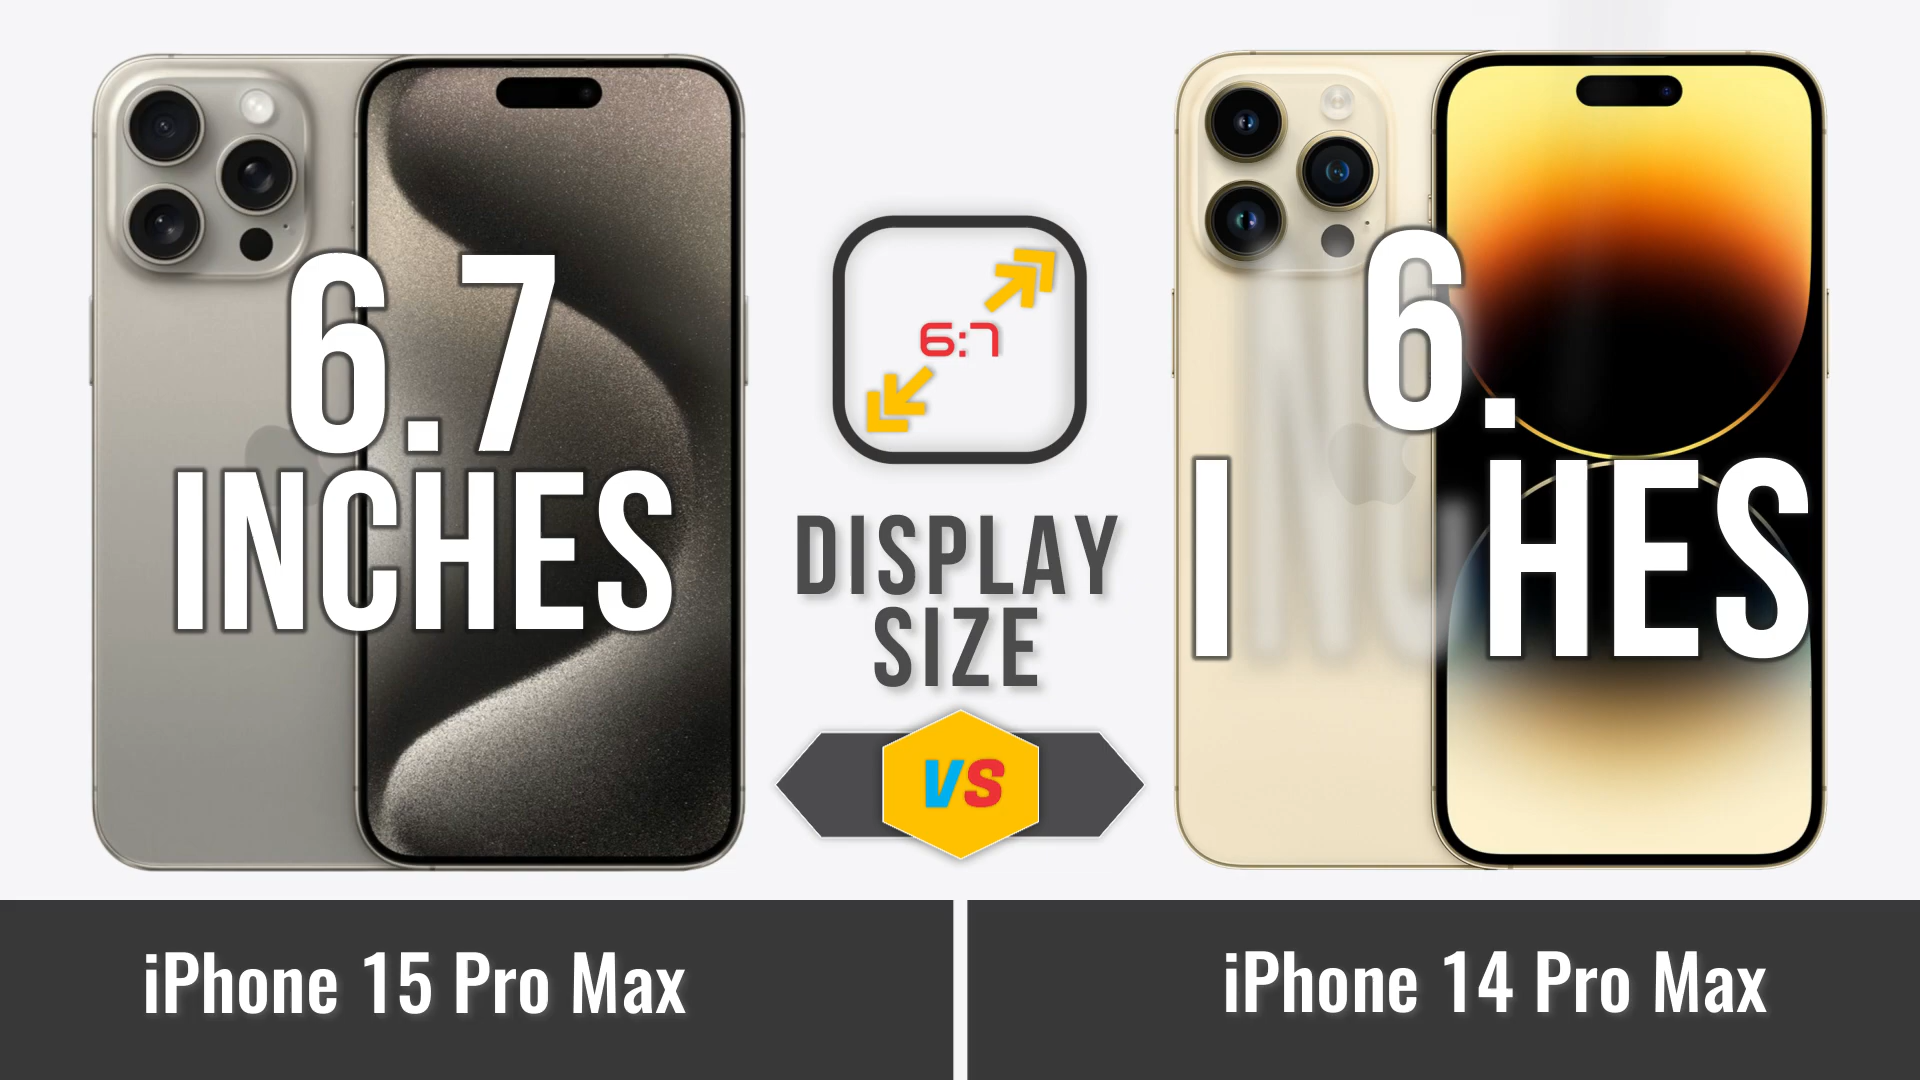 6.7
INCHES
6:7
DISPLAY
SIZE
VS
6.
I HES
iPhone 15 Pro Max
iPhone 14 Pro Max